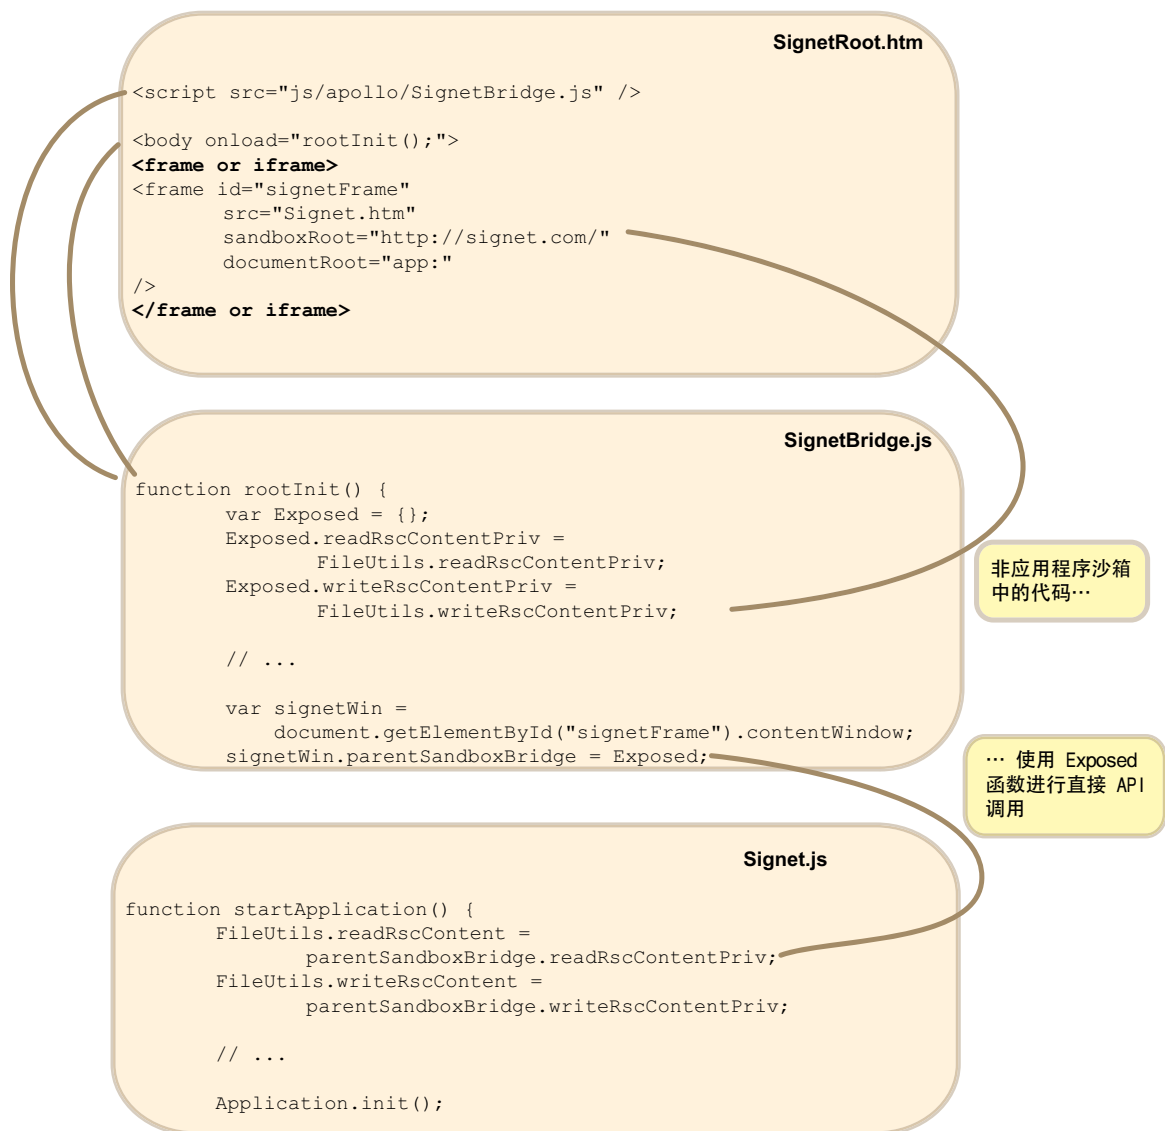 SignetRoot.htm
<script src="js/apollo/SignetBridge.js" />
<body onload="rootInit();">
<frame or iframe>
<frame id="signetFrame"
src="Signet.htm"
sandboxRoot="http://signet.com/"
documentRoot="app:"
/>
</frame or iframe>
SignetBridge.js
function rootInit() {
var Exposed = {};
Exposed.readRscContentPriv =
FileUtils.readRscContentPriv;
Exposed.writeRscContentPriv =
FileUtils.writeRscContentPriv;
// ...
var signetWin =
document.getElementById("signetFrame").contentWindow;
signetWin.parentSandboxBridge = Exposed;
非应用程序沙箱
中的代码…
… 使用 Exposed
函数进行直接 API
调用
Signet.js
function startApplication() {
FileUtils.readRscContent =
parentSandboxBridge.readRscContentPriv;
FileUtils.writeRscContent =
parentSandboxBridge.writeRscContentPriv;
// ...
Application.init();